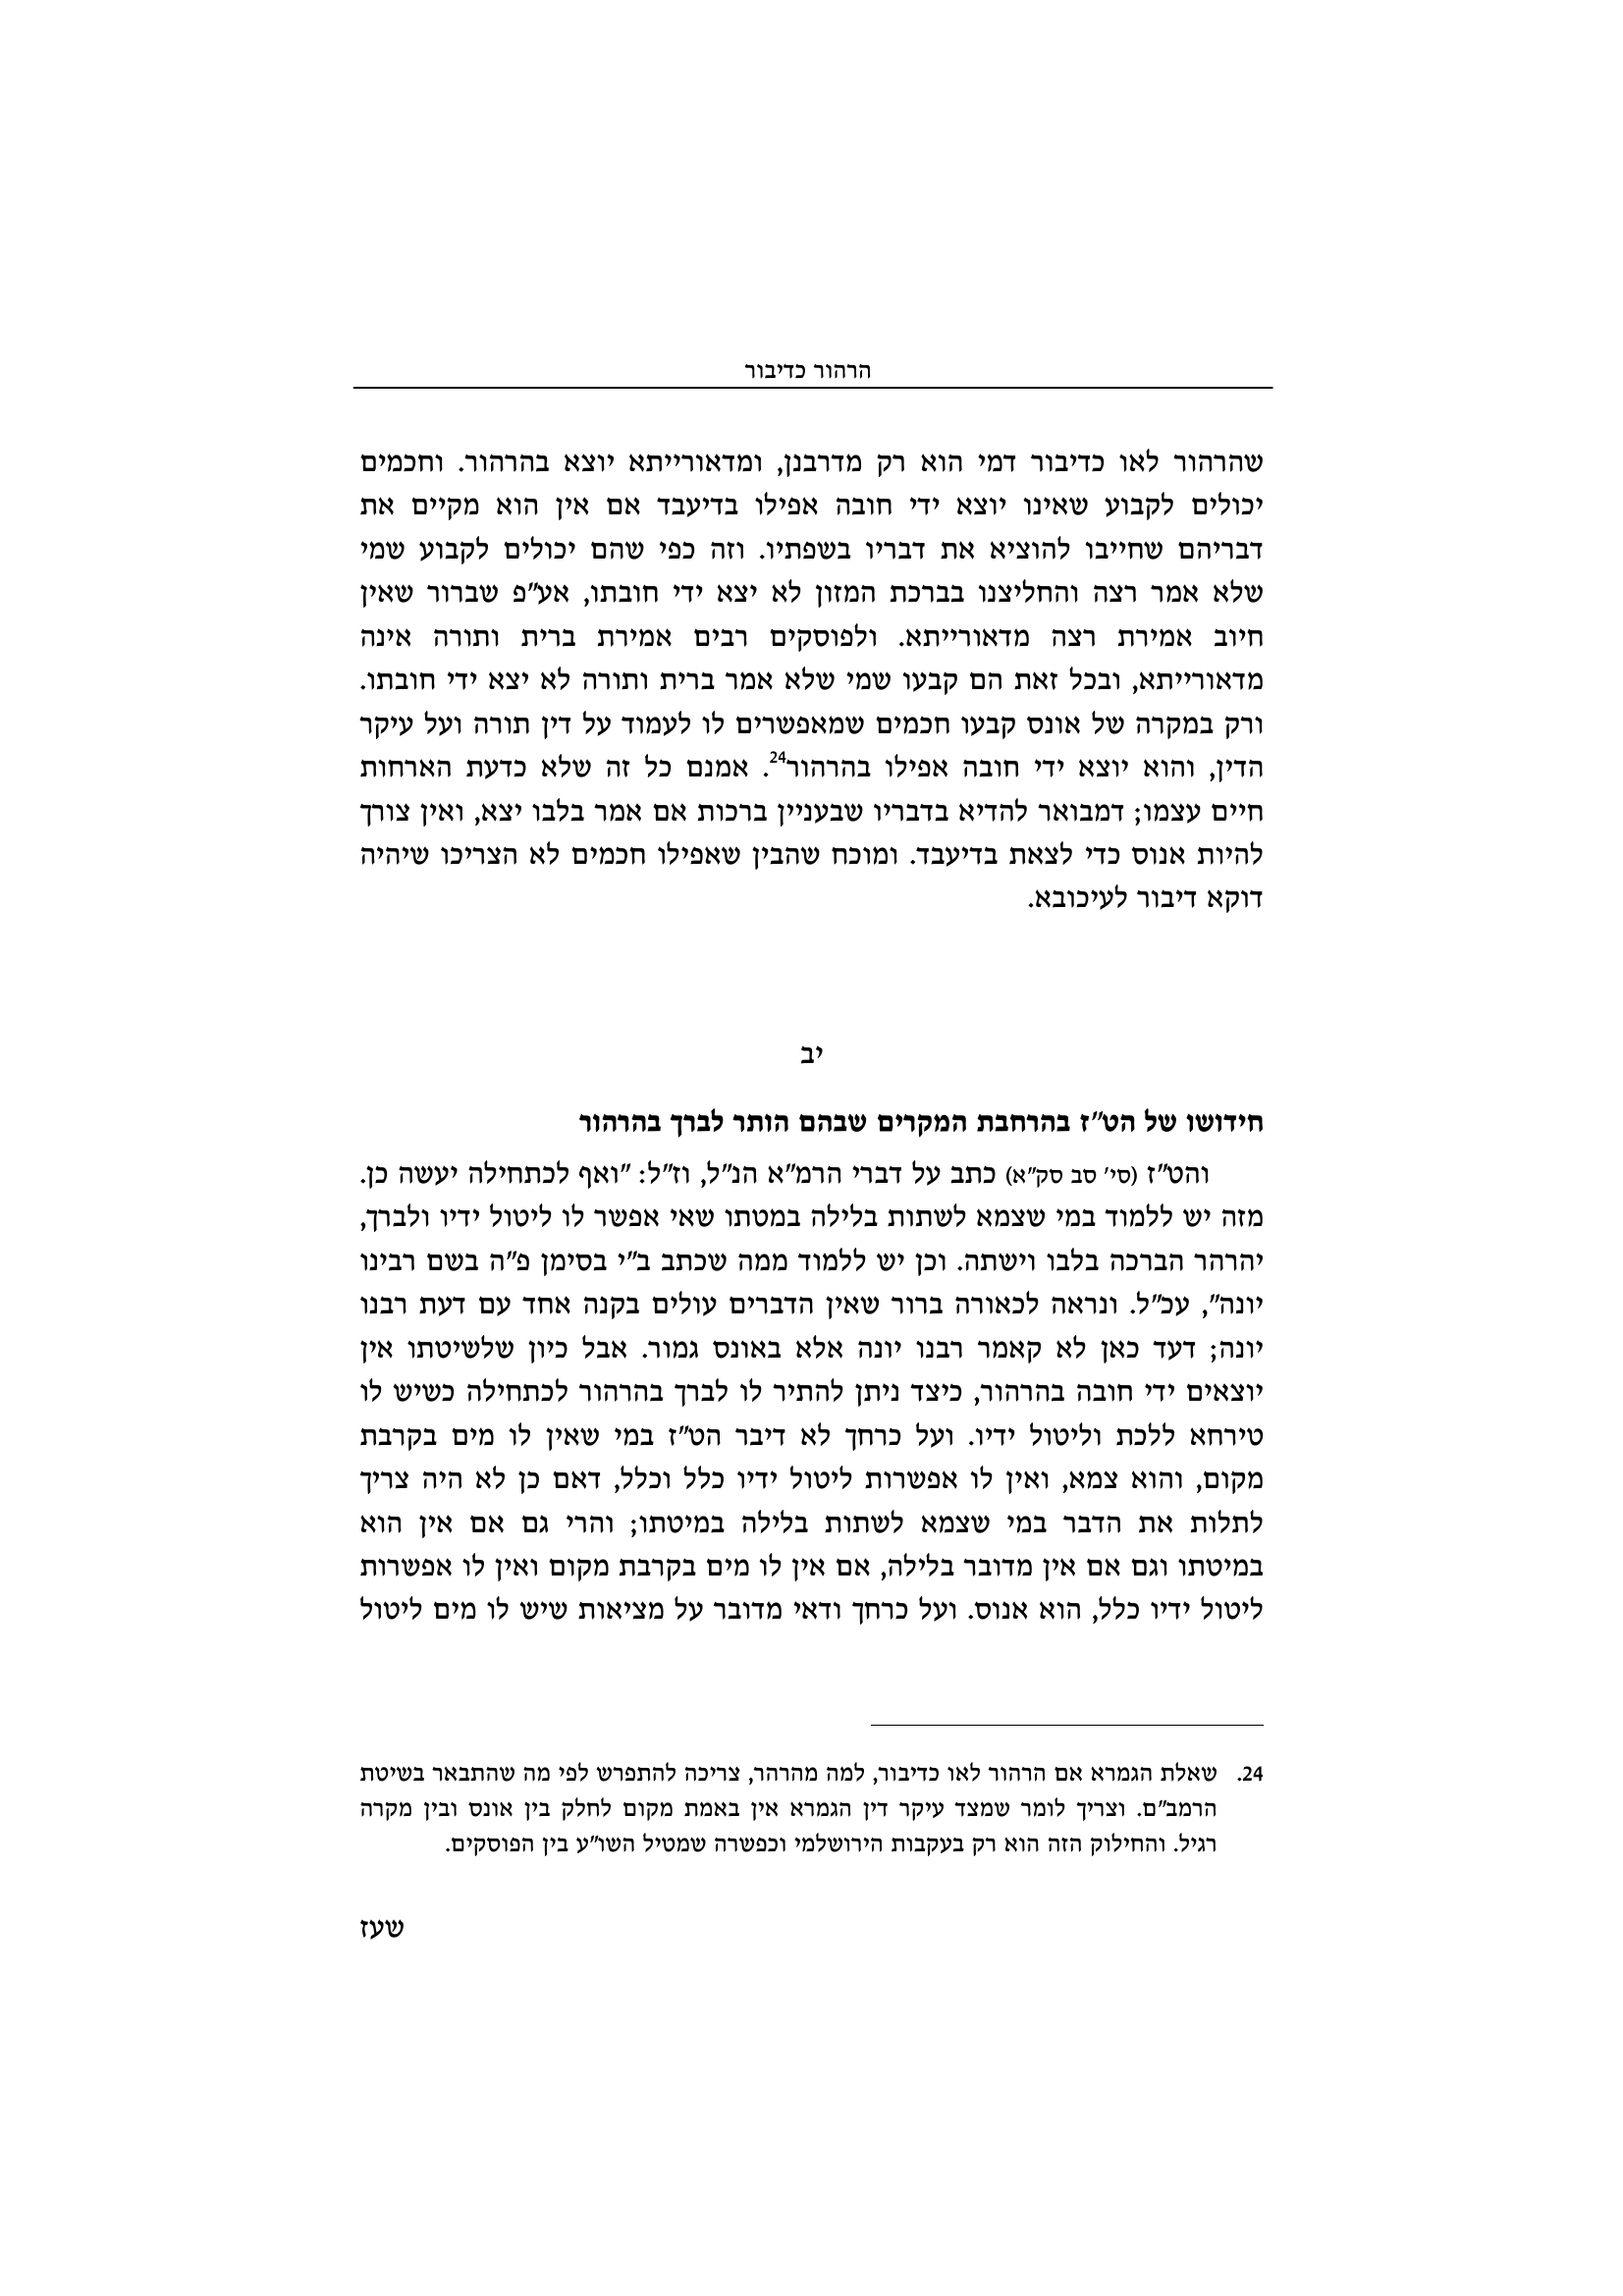 הרהור כדיבור
שהרהור לאו כדיבור דמי הוא רק מדרבנן, ומדאורייתא יוצא בהרהור. וחכמים
יכולים לקבוע שאינו יוצא ידי חובה אפילו בדיעבד אם אין הוא מקיים את
דבריהם שחייבו להוציא את דבריו בשפתיו. וזה כפי שהם יכולים לקבוע שמי
שלא אמר רצה והחליצנו בברכת המזון לא יצא ידי חובתו, אע"פ שברור שאין
חיוב אמירת רצה מדאורייתא. ולפוסקים רבים אמירת ברית ותורה אינה
מדאורייתא, ובכל זאת הם קבעו שמי שלא אמר ברית ותורה לא יצא ידי חובתו.
ורק במקרה של אונס קבעו חכמים שמאפשרים לו לעמוד על דין תורה ועל עיקר
הדין, והוא יוצא ידי חובה אפילו בהרהור24. אמנם כל זה שלא כדעת הארחות
חיים עצמו; דמבואר להדיא בדבריו שבעניין ברכות אם אמר בלבו יצא, ואין צורך
להיות אנוס כדי לצאת בדיעבד. ומוכח שהבין שאפילו חכמים לא הצריכו שיהיה
דוקא דיבור לעיכובא.
יב
חידושו של הט"ז בהרחבת המקרים שבהם הותר לברך בהרהור
והט"ז (סי' סב סק"א) כתב על דברי הרמ"א הנ"ל, וז"ל: "ואף לכתחילה יעשה כן.
מזה יש ללמוד במי שצמא לשתות בלילה במטתו שאי אפשר לו ליטול ידיו ולברך,
יהרהר הברכה בלבו וישתה. וכן יש ללמוד ממה שכתב ב"י בסימן פ"ה בשם רבינו
יונה", עכ"ל. ונראה לכאורה ברור שאין הדברים עולים בקנה אחד עם דעת רבנו
יונה; דעד כאן לא קאמר רבנו יונה אלא באונס גמור. אבל כיון שלשיטתו אין
יוצאים ידי חובה בהרהור, כיצד ניתן להתיר לו לברך בהרהור לכתחילה כשיש לו
טירחא ללכת וליטול ידיו. ועל כרחך לא דיבר הט"ז במי שאין לו מים בקרבת
מקום, והוא צמא, ואין לו אפשרות ליטול ידיו כלל וכלל, דאם כן לא היה צריך
לתלות את הדבר במי שצמא לשתות בלילה במיטתו; והרי גם אם אין הוא
במיטתו וגם אם אין מדובר בלילה, אם אין לו מים בקרבת מקום ואין לו אפשרות
ליטול ידיו כלל, הוא אנוס. ועל כרחך ודאי מדובר על מציאות שיש לו מים ליטול
24. שאלת הגמרא אם הרהור לאו כדיבור, למה מהרהר, צריכה להתפרש לפי מה שהתבאר בשיטת
הרמב"ם. וצריך לומר שמצד עיקר דין הגמרא אין באמת מקום לחלק בין אונס ובין מקרה
רגיל. והחילוק הזה הוא רק בעקבות הירושלמי וכפשרה שמטיל השו"ע בין הפוסקים.
שעז